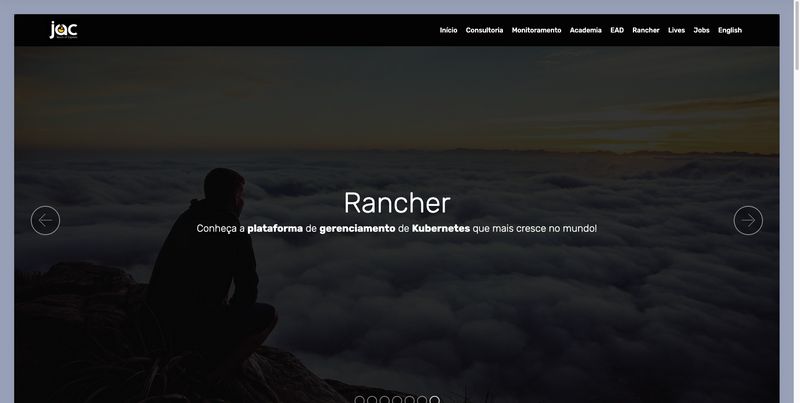 jac
Início Consultoria Monitoramento Academia EAD Rancher Lives Jobs English
Rancher
Conheça a plataforma de gerenciamento de Kubernetes que mais cresce no mundo!